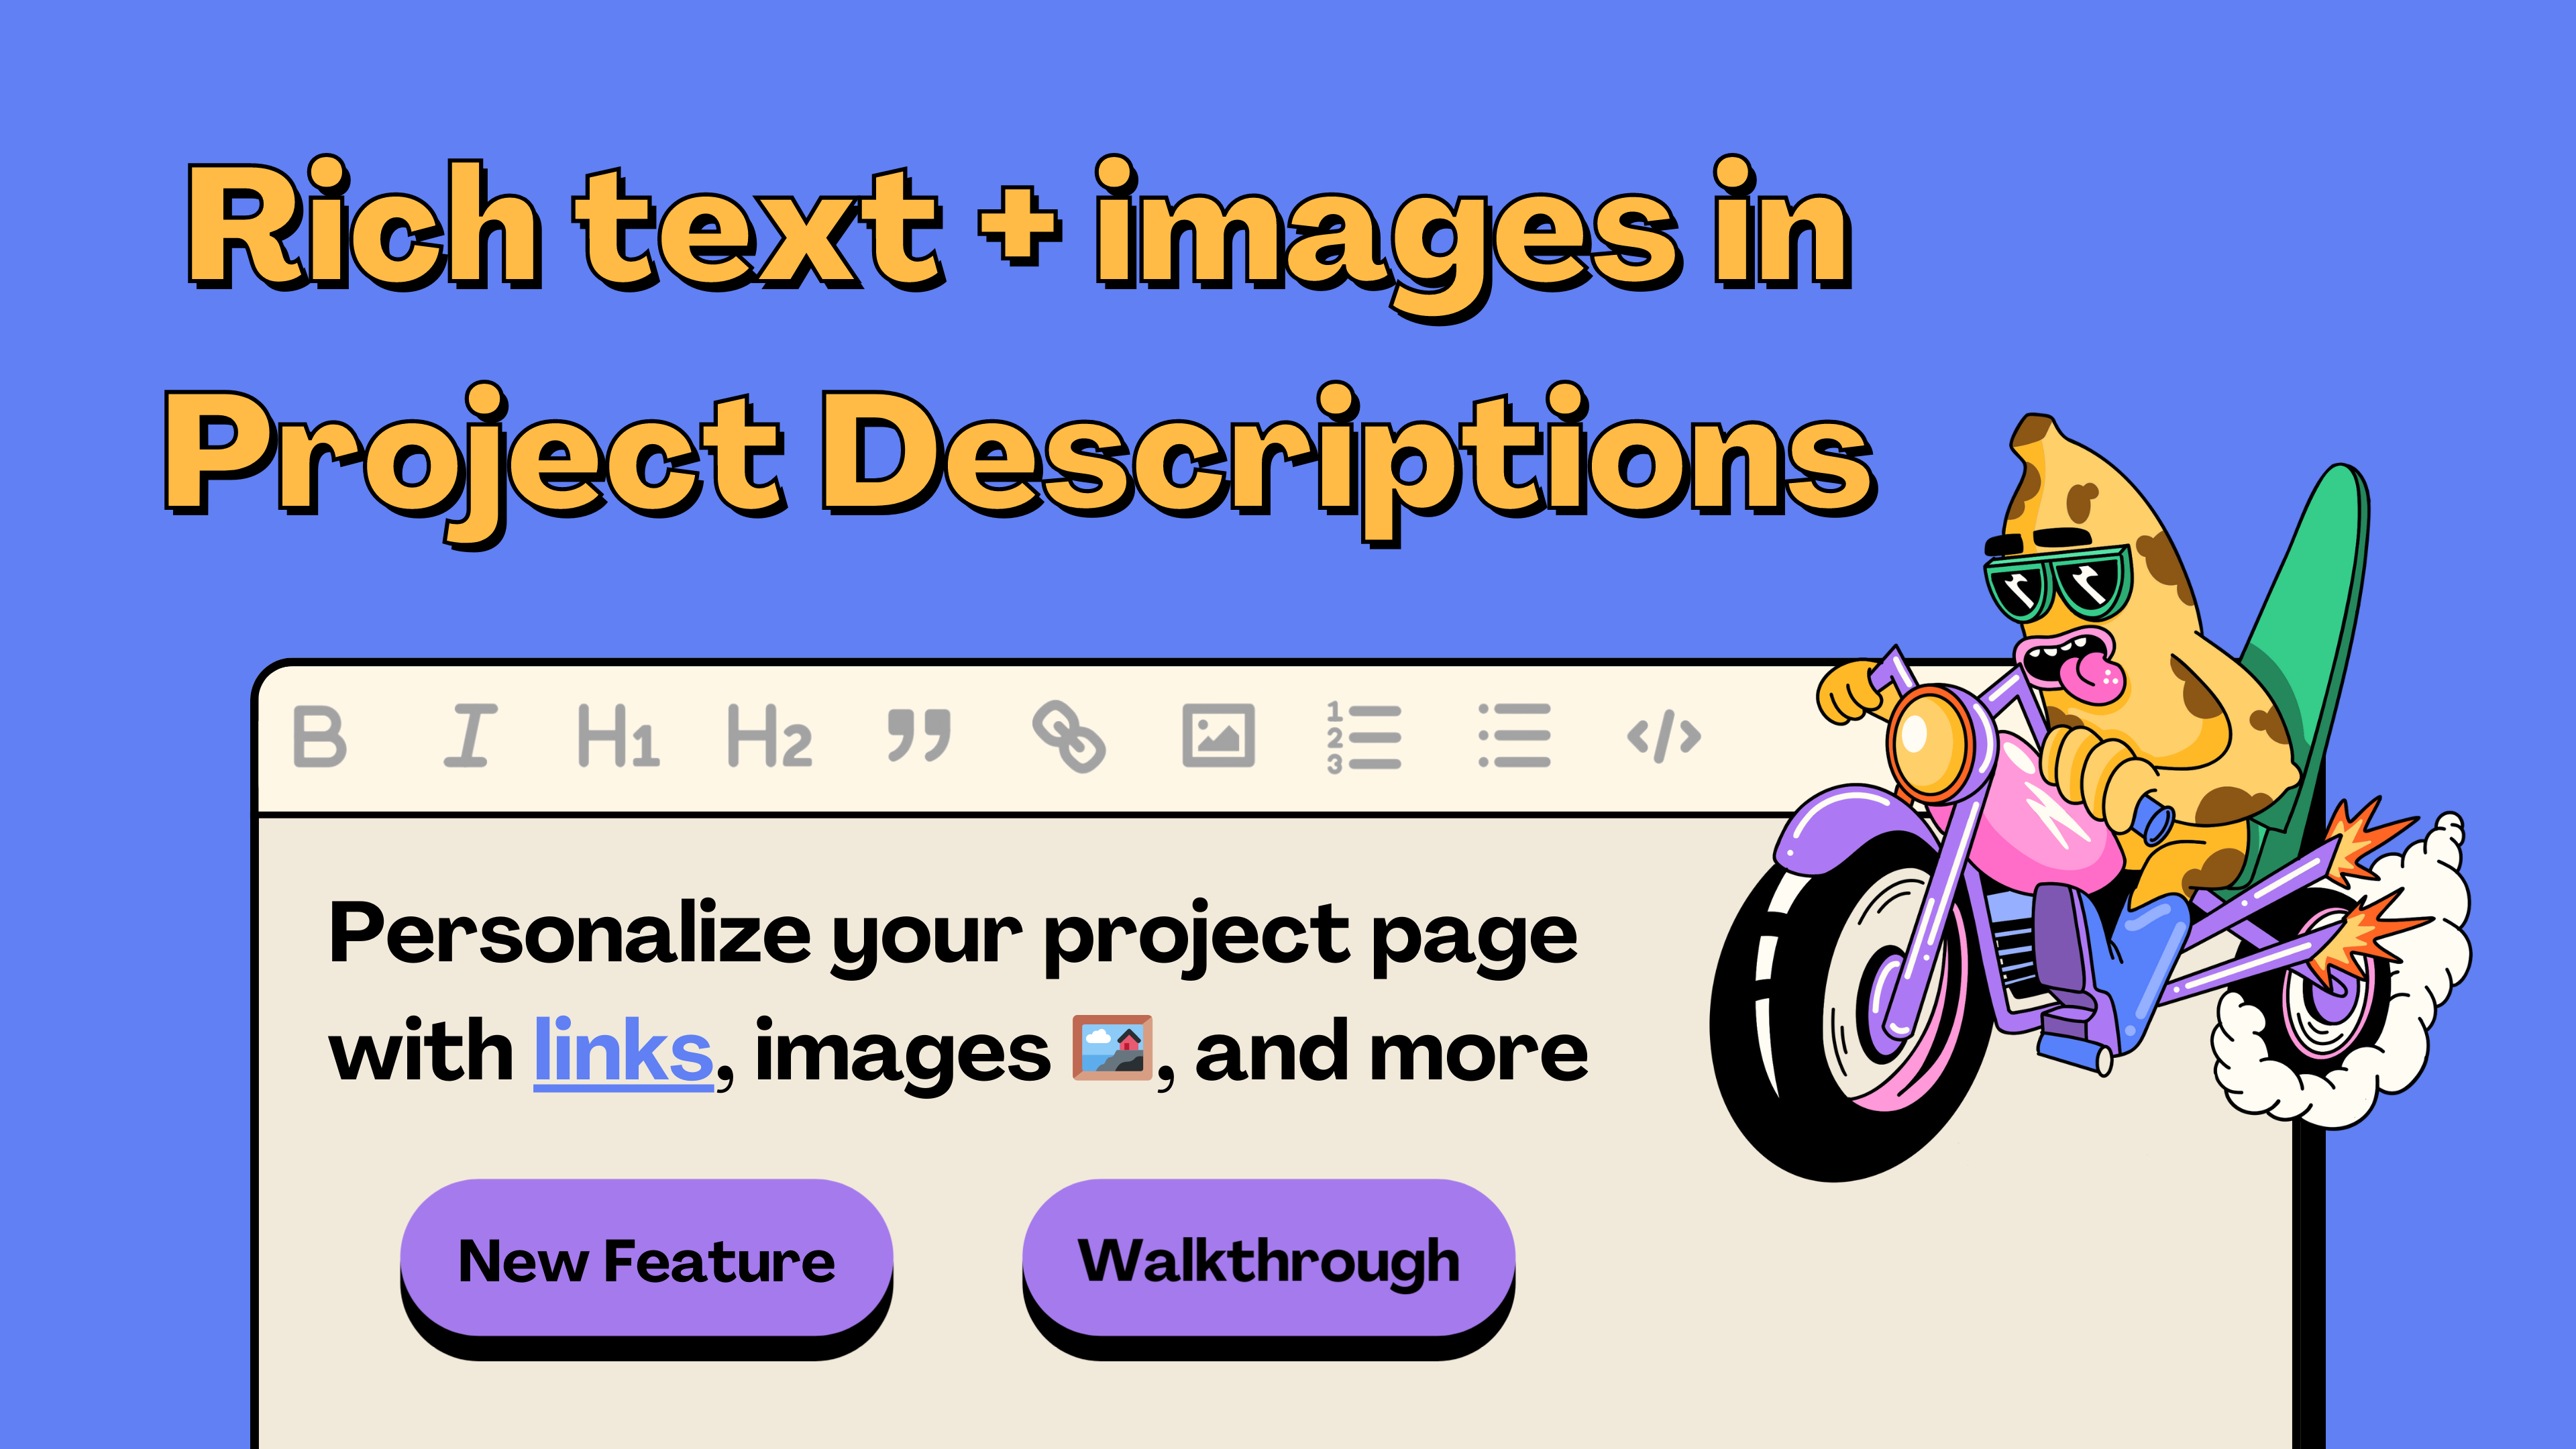 Rich text + images in
Project Descriptions
B I H1 H2 ” 1 2 3 </>
Personalize your project page
with links, images 🖼️, and more
New Feature Walkthrough